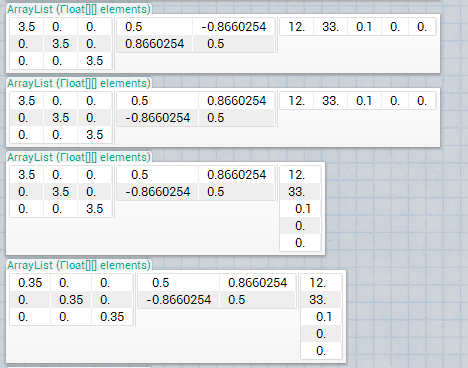 ArrayList (Float[][] elements)
3.5 0. 0. 0.5 -0.8660254 12. 33. 0.1 0. 0.
0. 3.5 0. 0.8660254 0.5
0. 0. 3.5
ArrayList (Float[][] elements)
3.5 0. 0. 0.5 0.8660254 12. 33. 0.1 0. 0.
0. 3.5 0. -0.8660254 0.5
0. 0. 3.5
ArrayList (Float[][] elements)
3.5 0. 0. 0.5 0.8660254 12.
0. 3.5 0. -0.8660254 0.5 33.
0. 0. 3.5 0.1
0.
0.
ArrayList (Float[][] elements)
0.35 0. 0. 0.5 0.8660254 12.
0. 0.35 0. -0.8660254 0.5 33.
0. 0. 0.35 0.1
0.
0.